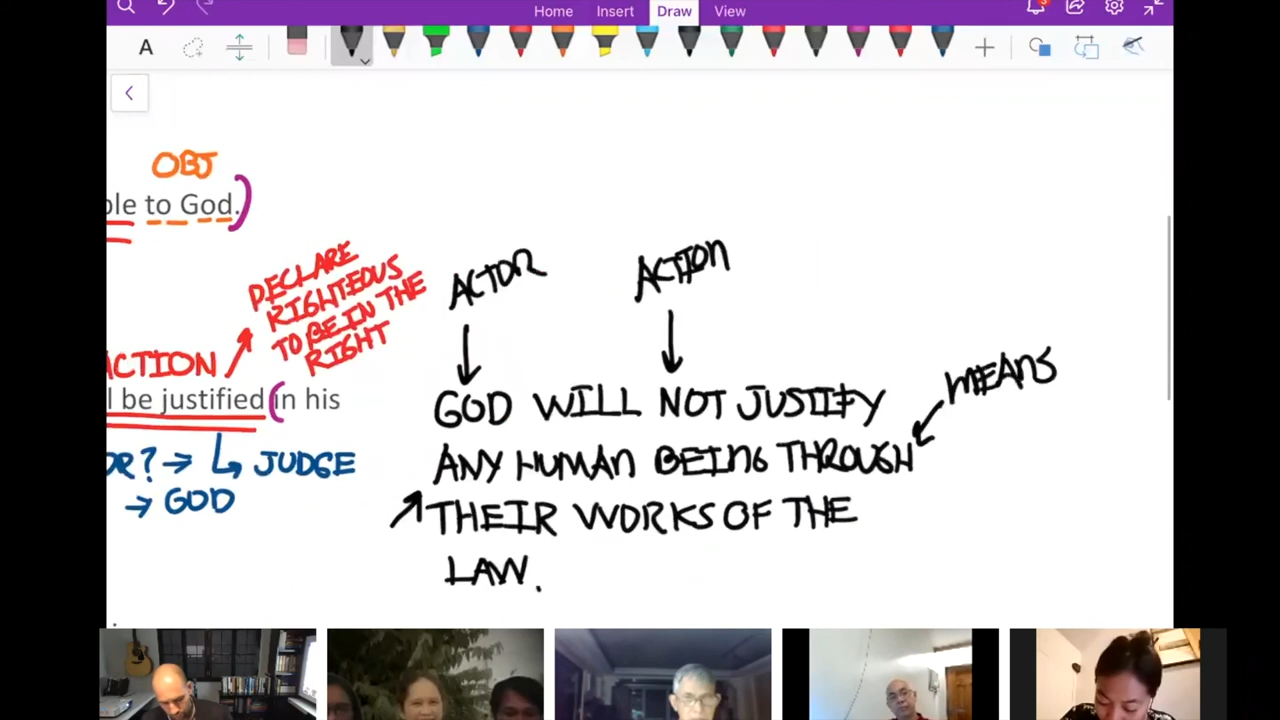 Home Insert Draw View
A
3
OBJ
ple to God.)
DECLARE
RIGHTEOUS
TO BE IN THE
RIGHT
ACTOR
ACTION
ACTION
l be justified (in his
GOD WILL NOT JUSTIFY
MEANS
OR? → JUDGE
ANY HUMAN BEING THROUGH
→ GOD
THEIR WORKS OF THE
LAW.